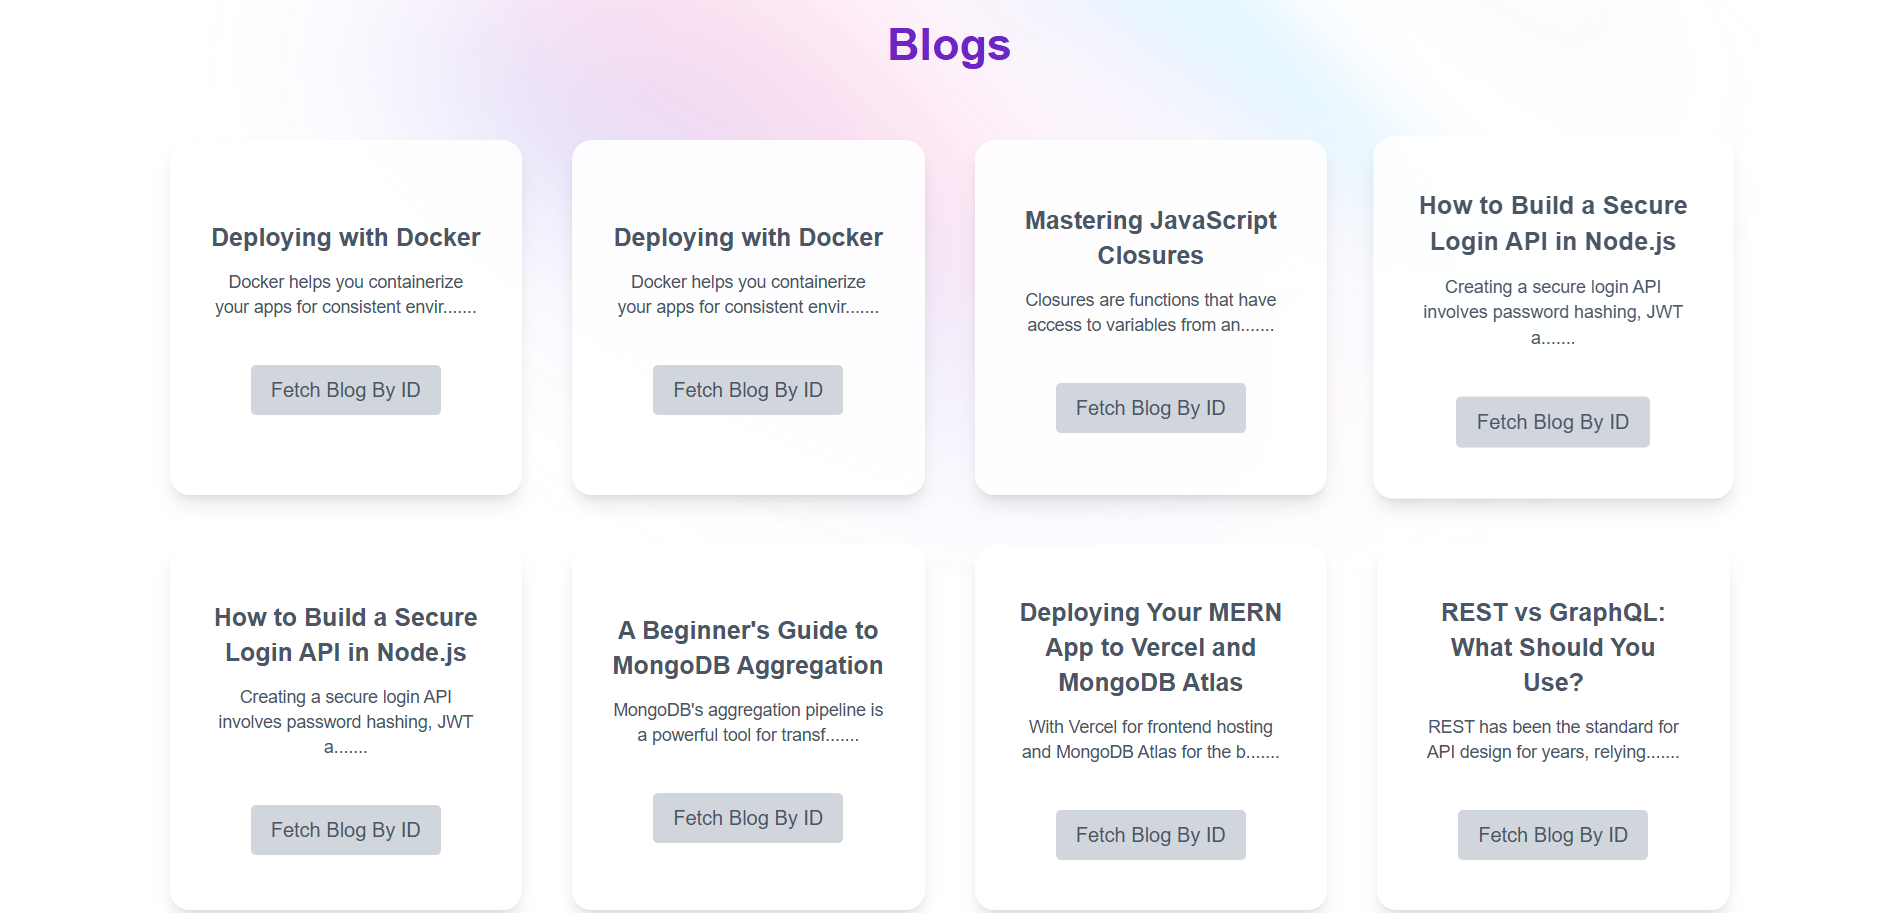 Blogs
Deploying with Docker
Docker helps you containerize
your apps for consistent envir.......
Fetch Blog By ID
Deploying with Docker
Docker helps you containerize
your apps for consistent envir.......
Fetch Blog By ID
Mastering JavaScript
Closures
Closures are functions that have
access to variables from an.......
Fetch Blog By ID
How to Build a Secure
Login API in Node.js
Creating a secure login API
involves password hashing, JWT
a.......
Fetch Blog By ID
How to Build a Secure
Login API in Node.js
Creating a secure login API
involves password hashing, JWT
a.......
Fetch Blog By ID
A Beginner's Guide to
MongoDB Aggregation
MongoDB's aggregation pipeline is
a powerful tool for transf.......
Fetch Blog By ID
Deploying Your MERN
App to Vercel and
MongoDB Atlas
With Vercel for frontend hosting
and MongoDB Atlas for the b.......
Fetch Blog By ID
REST vs GraphQL:
What Should You
Use?
REST has been the standard for
API design for years, relying.......
Fetch Blog By ID